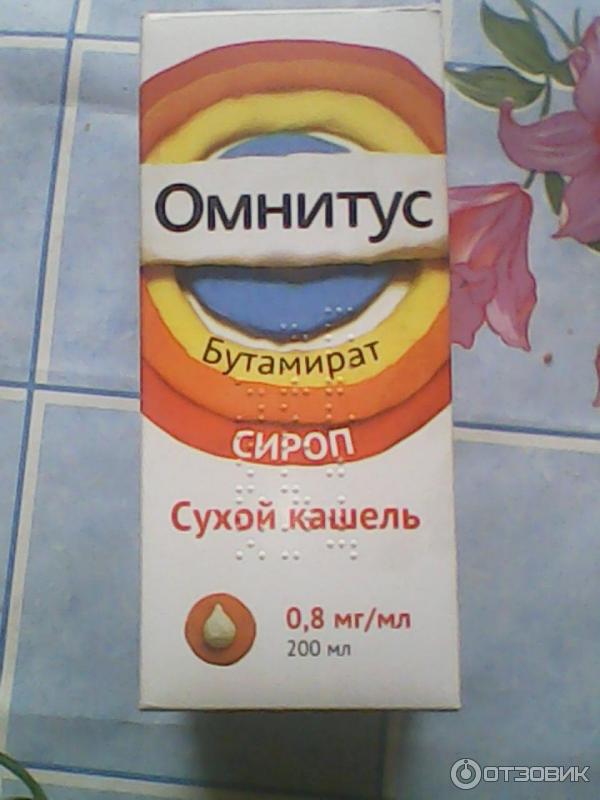 Омнитус
Бутамират
СИРОП
Сухой кашель
0,8 мг/мл
200 мл
ОТЗОВИК